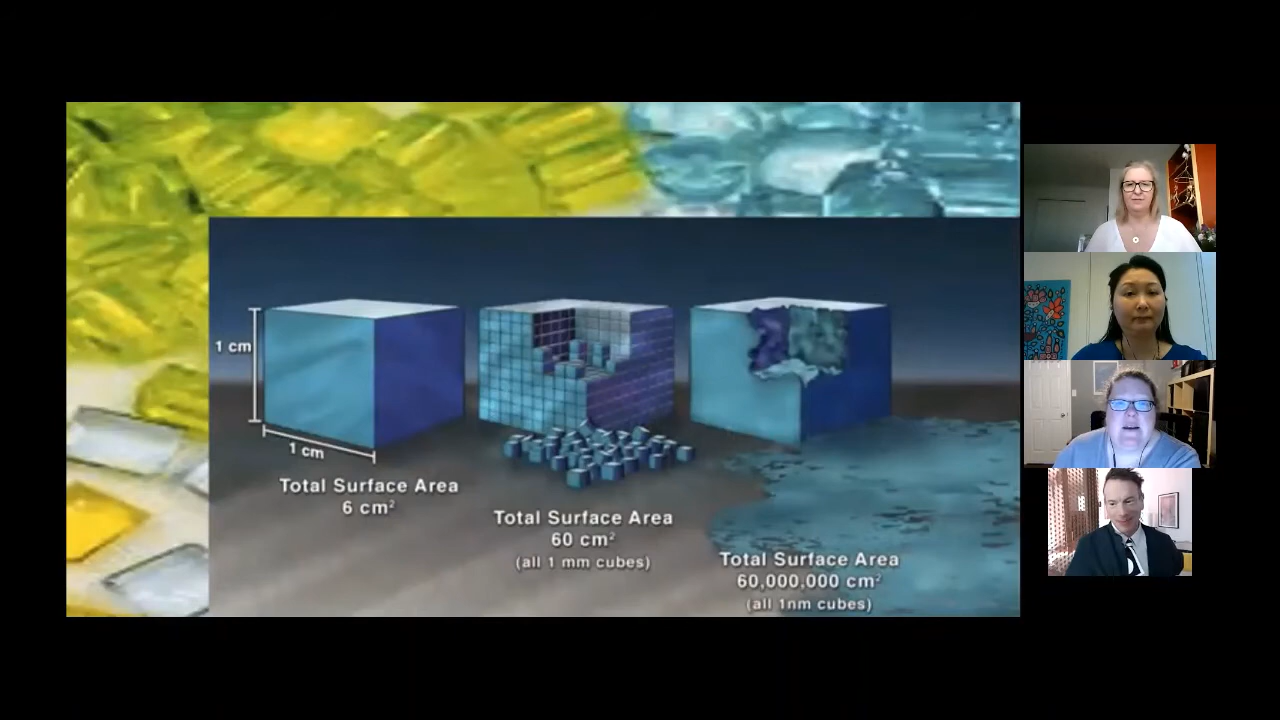 1 cm
1 cm
Total Surface Area
6 cm²
Total Surface Area
60 cm²
(all 1 mm cubes)
Total Surface Area
60,000,000 cm²
(all 1nm cubes)